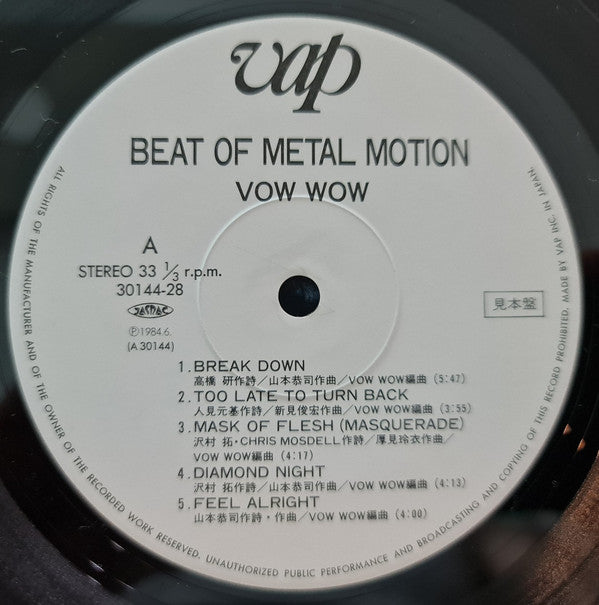 vap
BEAT OF METAL MOTION
VOW WOW
A
STEREO 33 1/3 r.p.m.
30144-28
JASRAC
Ⓟ1984.6.
(A 30144)
見本盤
1. BREAK DOWN
高橋 研作詩/山本恭司作曲/VOW WOW編曲 (5:47)
2. TOO LATE TO TURN BACK
人見元基作詩/新見俊宏作曲/VOW WOW編曲 (3:55)
3. MASK OF FLESH (MASQUERADE)
沢村 拓・CHRIS MOSDELL作詩/厚見玲衣作曲/
VOW WOW編曲 (4:17)
4. DIAMOND NIGHT
沢村 拓作詩/山本恭司作曲/VOW WOW編曲 (4:13)
5. FEEL ALRIGHT
山本恭司作詩・作曲/VOW WOW編曲 (4:00)
ALL RIGHTS OF THE MANUFACTURER AND OF THE OWNER OF THE RECORDED WORK RESERVED. UNAUTHORIZED PUBLIC PERFORMANCE AND BROADCASTING AND COPYING OF THIS RECORD PROHIBITED. MADE BY VAP INC. IN JAPAN.